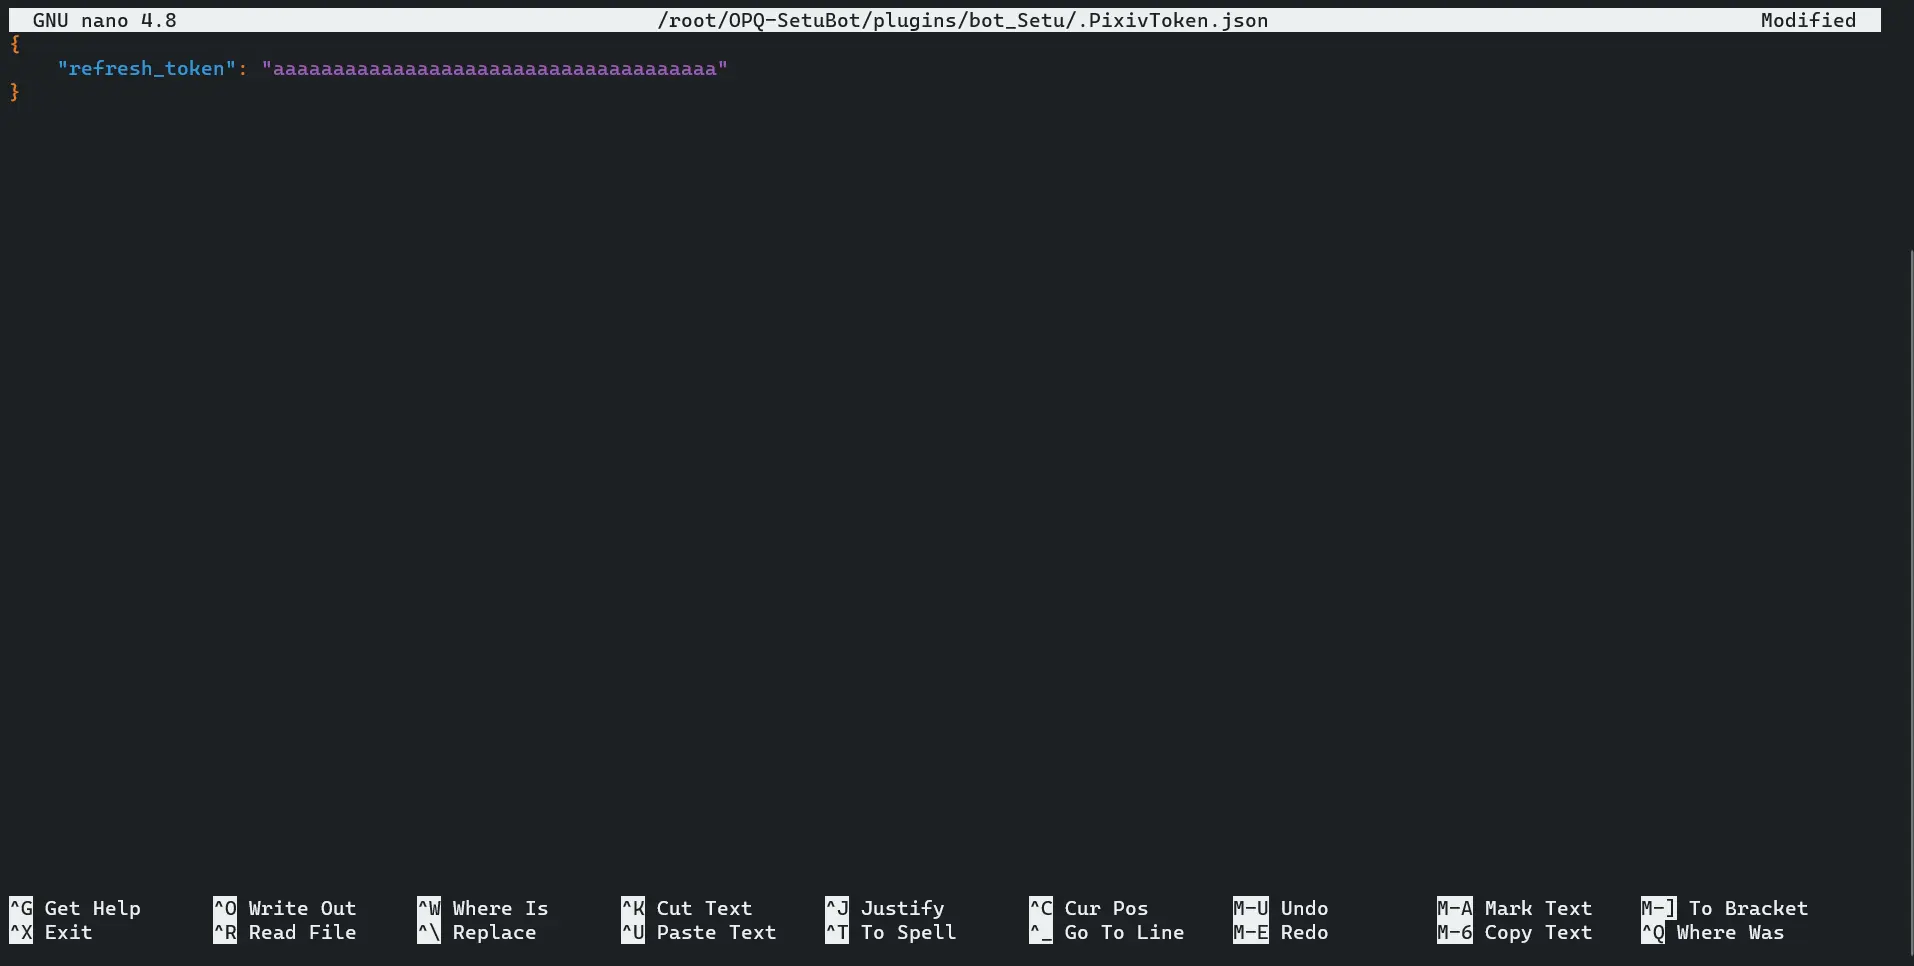 GNU nano 4.8 /root/OPQ-SetuBot/plugins/bot_Setu/.PixivToken.json Modified
{
"refresh_token": "aaaaaaaaaaaaaaaaaaaaaaaaaaaaaaaaaaaaa"
}
^G Get Help ^O Write Out ^W Where Is ^K Cut Text ^J Justify ^C Cur Pos M-U Undo M-A Mark Text M-] To Bracket
^X Exit ^R Read File ^\ Replace ^U Paste Text ^T To Spell ^_ Go To Line M-E Redo M-6 Copy Text ^Q Where Was